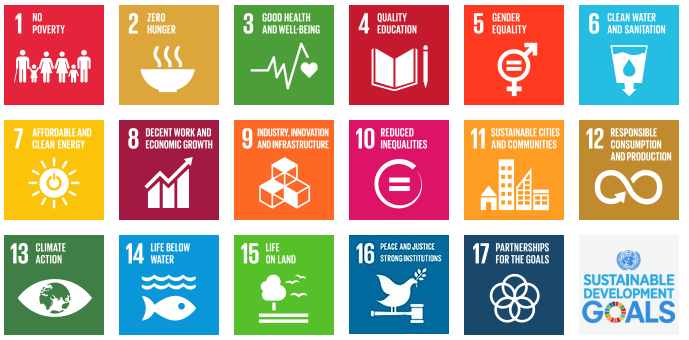 1 NO
POVERTY
2 ZERO
HUNGER
3 GOOD HEALTH
AND WELL-BEING
4 QUALITY
EDUCATION
5 GENDER
EQUALITY
6 CLEAN WATER
AND SANITATION
7 AFFORDABLE AND
CLEAN ENERGY
8 DECENT WORK AND
ECONOMIC GROWTH
9 INDUSTRY, INNOVATION
AND INFRASTRUCTURE
10 REDUCED
INEQUALITIES
11 SUSTAINABLE CITIES
AND COMMUNITIES
12 RESPONSIBLE
CONSUMPTION
AND PRODUCTION
13 CLIMATE
ACTION
14 LIFE BELOW
WATER
15 LIFE
ON LAND
16 PEACE AND JUSTICE
STRONG INSTITUTIONS
17 PARTNERSHIPS
FOR THE GOALS
SUSTAINABLE
DEVELOPMENT
GOALS